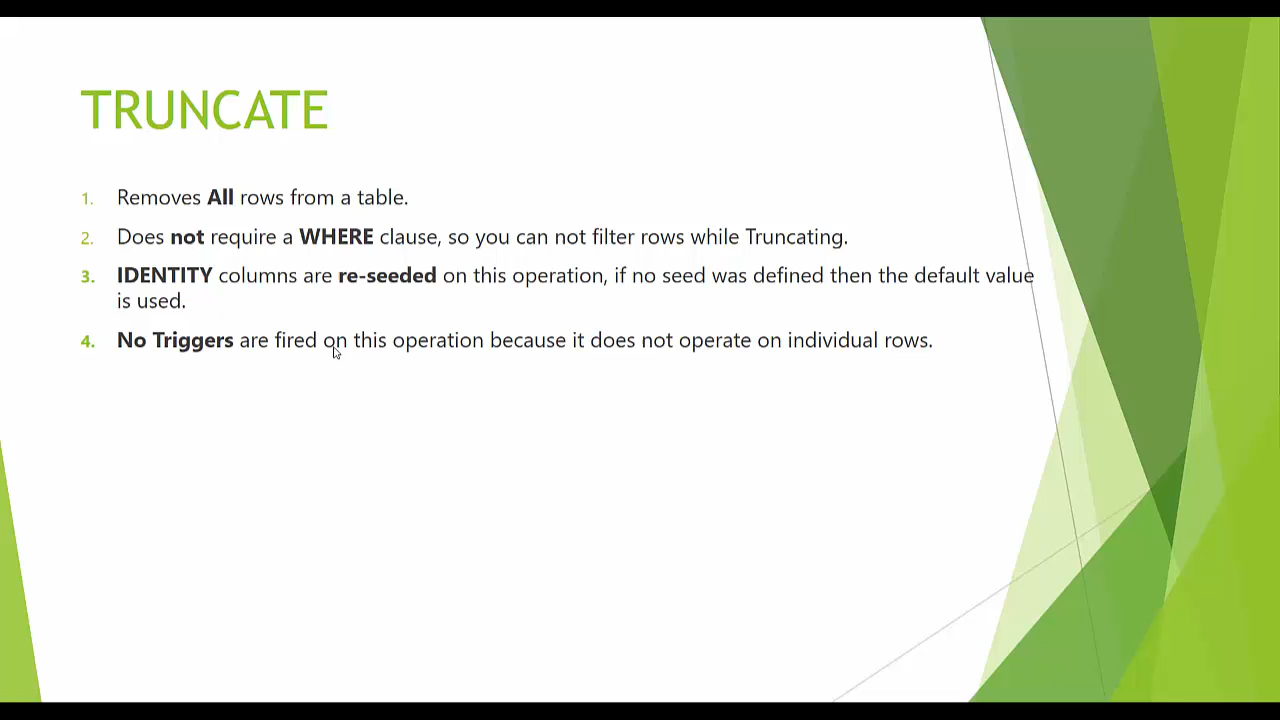 TRUNCATE
1. Removes All rows from a table.
2. Does not require a WHERE clause, so you can not filter rows while Truncating.
3. IDENTITY columns are re-seeded on this operation, if no seed was defined then the default value
is used.
4. No Triggers are fired on this operation because it does not operate on individual rows.